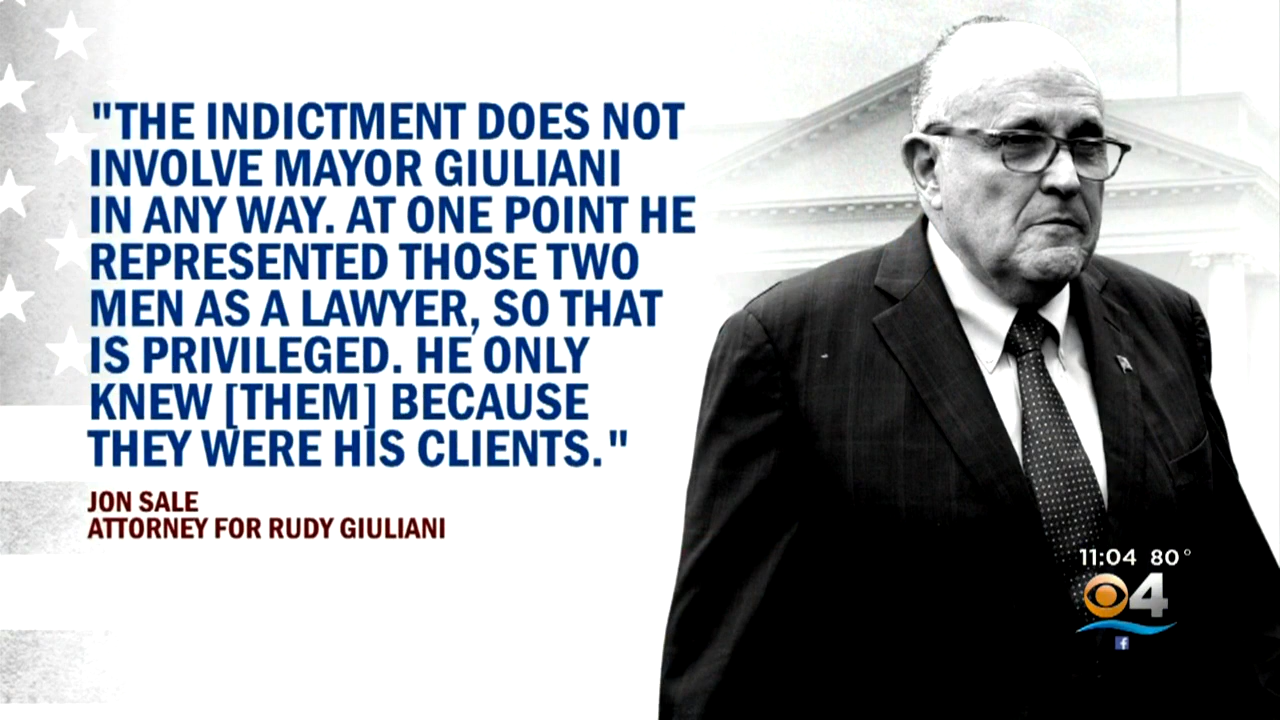 "THE INDICTMENT DOES NOT
INVOLVE MAYOR GIULIANI
IN ANY WAY. AT ONE POINT HE
REPRESENTED THOSE TWO
MEN AS A LAWYER, SO THAT
IS PRIVILEGED. HE ONLY
KNEW [THEM] BECAUSE
THEY WERE HIS CLIENTS."
JON SALE
ATTORNEY FOR RUDY GIULIANI
11:04 80°
4
f